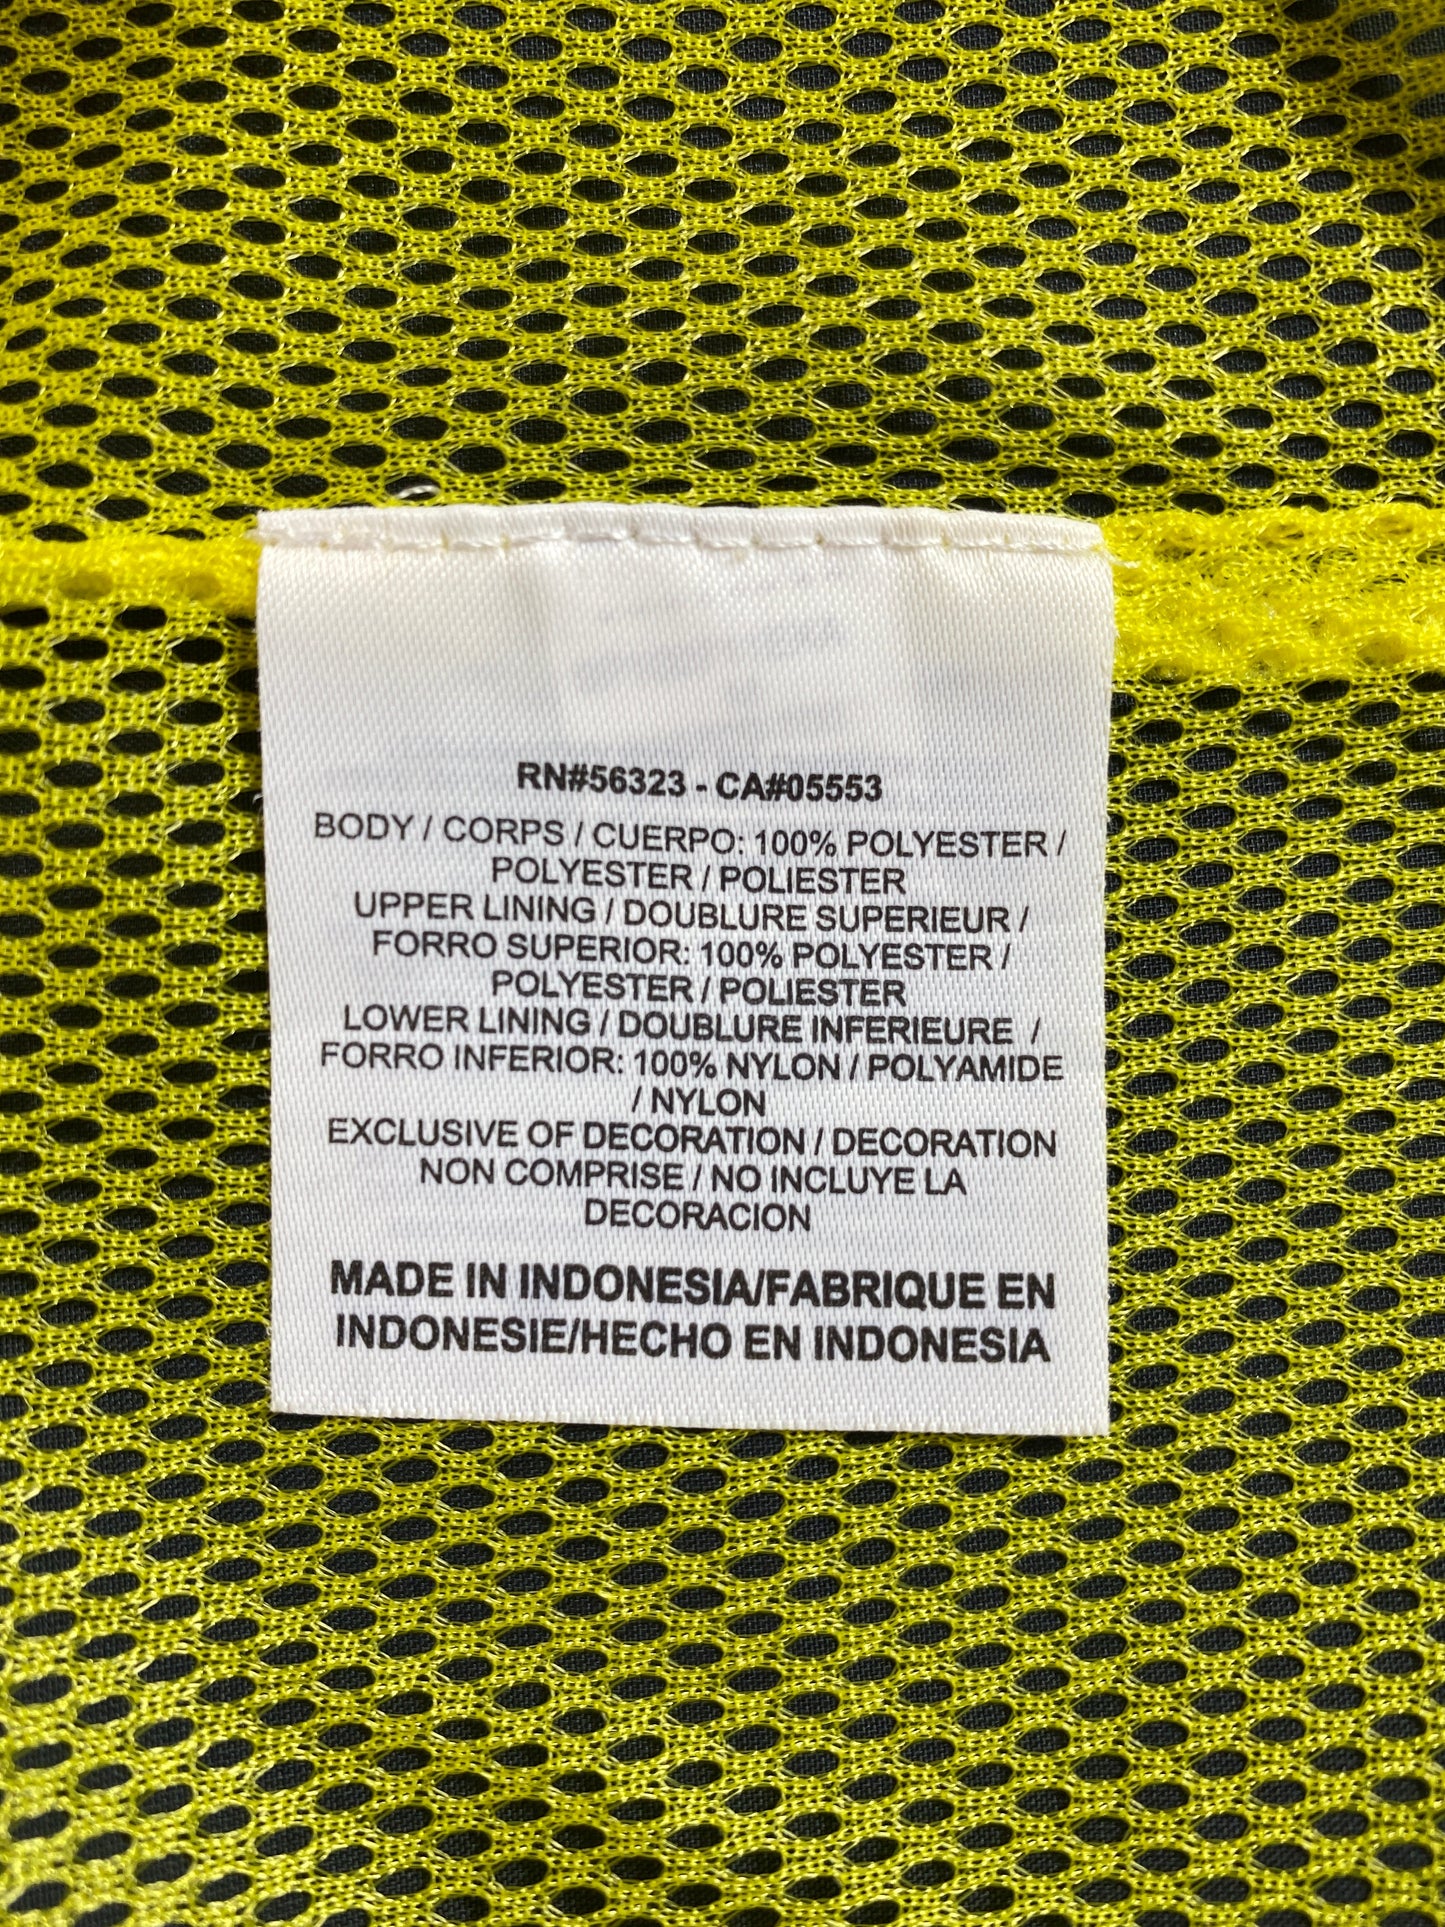 RN#56323 - CA#05553
BODY / CORPS / CUERPO: 100% POLYESTER /
POLYESTER / POLIESTER
UPPER LINING / DOUBLURE SUPERIEUR /
FORRO SUPERIOR: 100% POLYESTER /
POLYESTER / POLIESTER
LOWER LINING / DOUBLURE INFERIEURE /
FORRO INFERIOR: 100% NYLON / POLYAMIDE
/ NYLON
EXCLUSIVE OF DECORATION / DECORATION
NON COMPRISE / NO INCLUYE LA
DECORACION
MADE IN INDONESIA/FABRIQUE EN
INDONESIE/HECHO EN INDONESIA